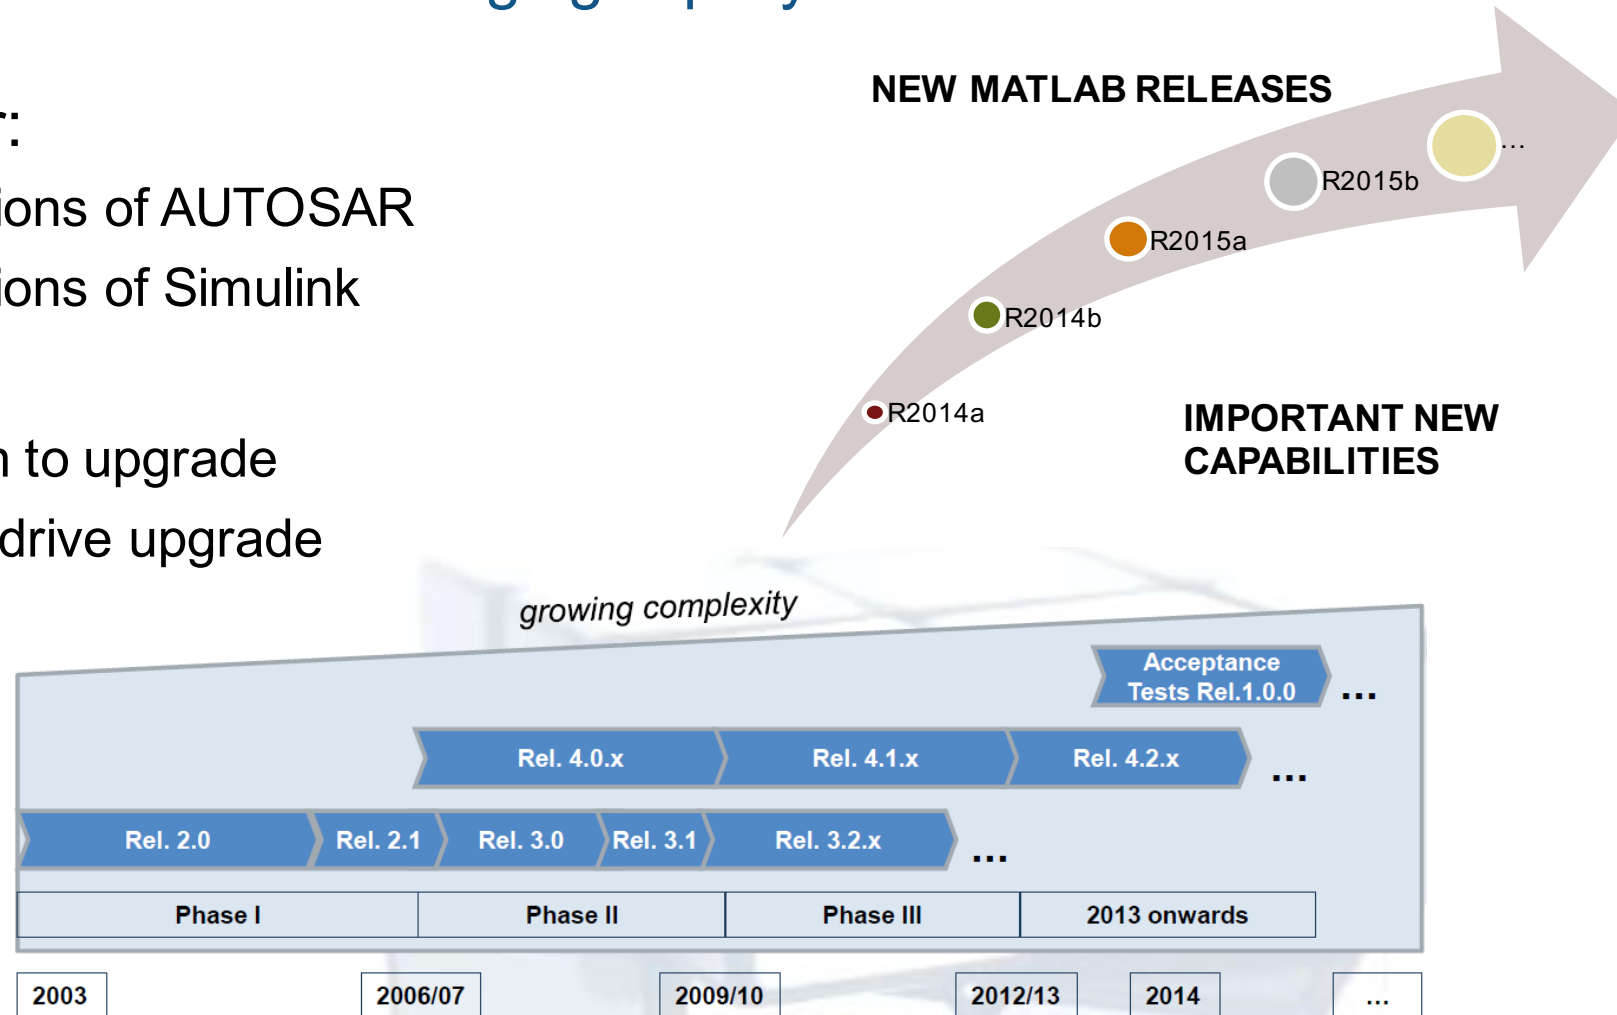 NEW MATLAB RELEASES
r:
ions of AUTOSAR
ions of Simulink
to upgrade
drive upgrade
...
R2015b
R2015a
R2014b
R2014a
IMPORTANT NEW
CAPABILITIES
growing complexity
Acceptance
Tests Rel.1.0.0
...
Rel. 4.0.x Rel. 4.1.x Rel. 4.2.x ...
Rel. 2.0 Rel. 2.1 Rel. 3.0 Rel. 3.1 Rel. 3.2.x ...
Phase I Phase II Phase III 2013 onwards
2003 2006/07 2009/10 2012/13 2014 ...